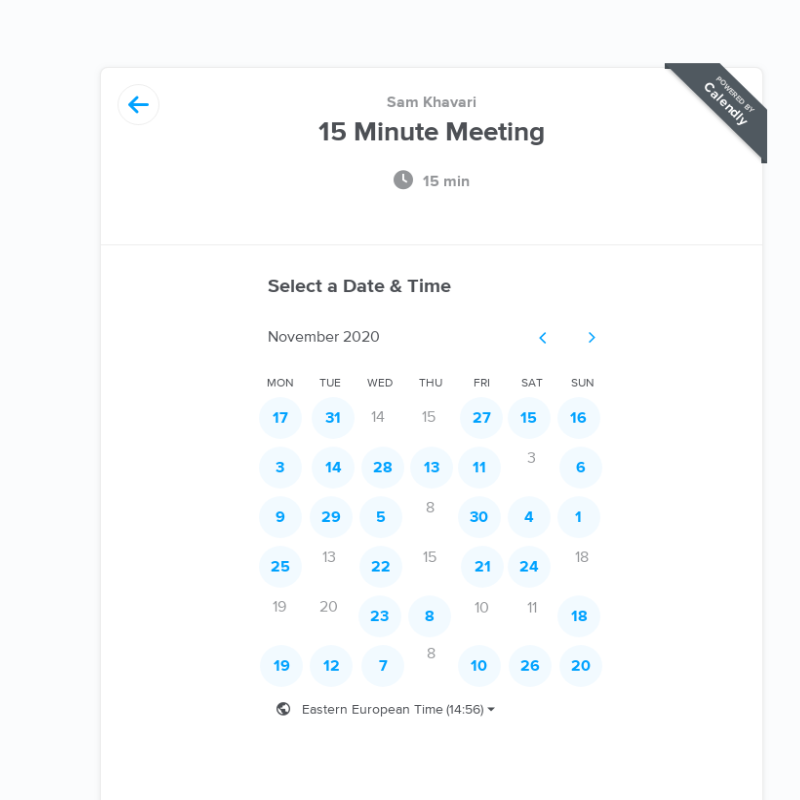 POWERED BY
Calendly
Sam Khavari
15 Minute Meeting
15 min
Select a Date & Time
November 2020
MON TUE WED THU FRI SAT SUN
17 31 14 15 27 15 16
3 14 28 13 11 3 6
9 29 5 8 30 4 1
25 13 22 15 21 24 18
19 20 23 8 10 11 18
19 12 7 8 10 26 20
Eastern European Time (14:56)